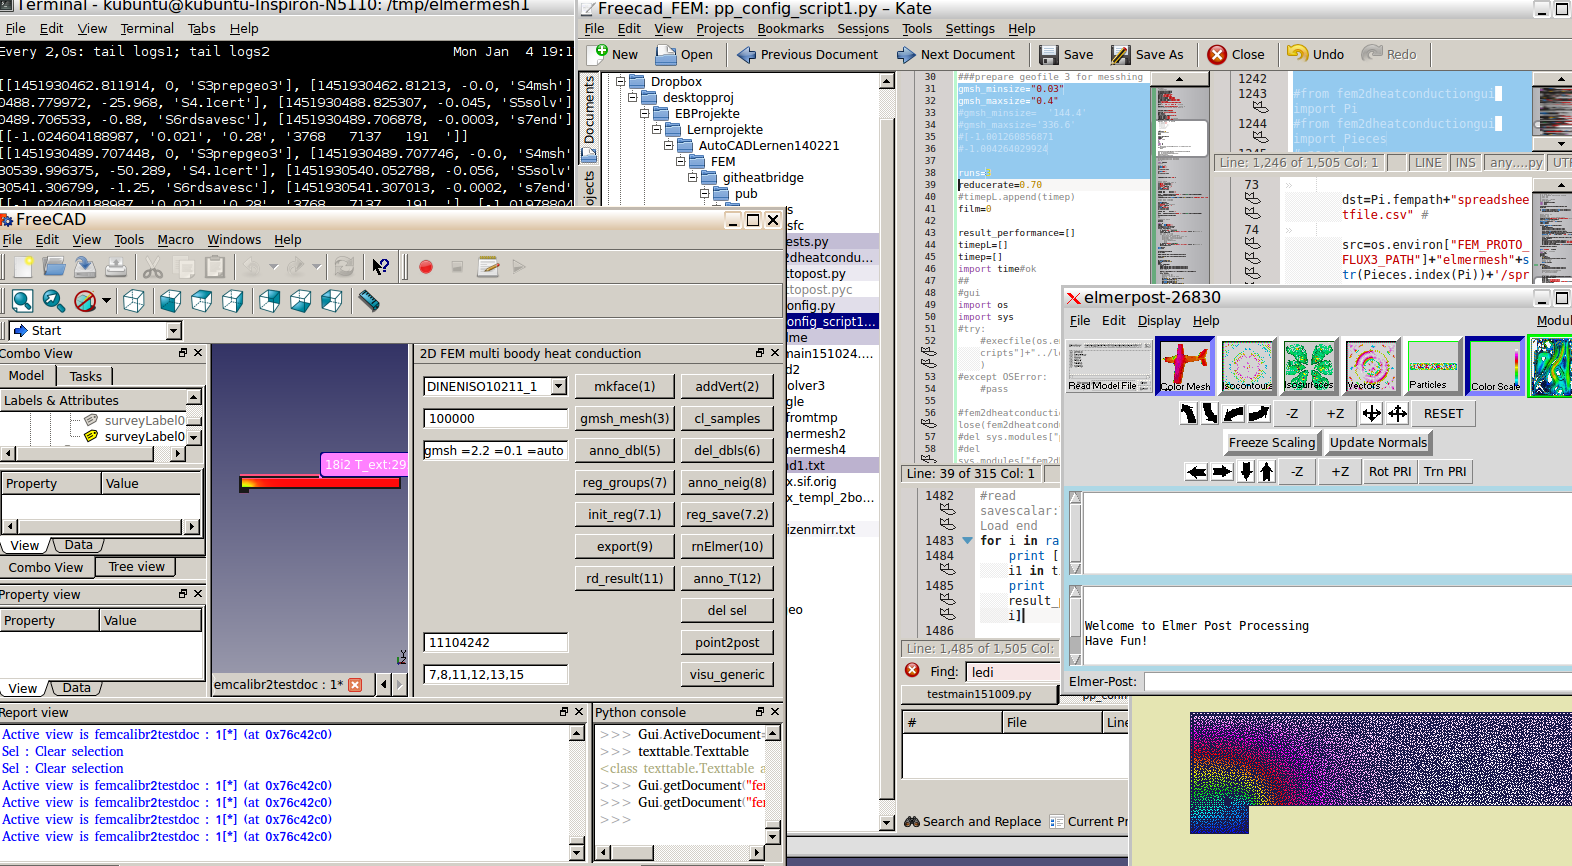 Terminal - kubuntu@kubuntu-Inspiron-N5110: /tmp/elmermesh1
File Edit View Terminal Tabs Help
Every 2,0s: tail logs1; tail logs2 Mon Jan 4 19:1
[[1451930462.811914, 0, 'S3prepgeo3'], [1451930462.81213, -0.0, 'S4msh'
0488.779972, -25.968, 'S4.1cert'], [1451930488.825307, -0.045, 'S5solv'
0489.706533, -0.88, 'S6rdsavesc'], [1451930489.706878, -0.0003, 's7end'
[[-1.024604188987, '0.021', '0.28', '3768 7137 191 ']]
[[1451930489.707448, 0, 'S3prepgeo3'], [1451930489.707746, -0.0, 'S4msh'
30539.996375, -50.289, 'S4.1cert'], [1451930540.052788, -0.056, 'S5solv'
30541.306799, -1.25, 'S6rdsavesc'], [1451930541.307013, -0.0002, 's7end'
Freecad_FEM: pp_config_script1.py – Kate
File Edit View Projects Bookmarks Sessions Tools Settings Help
New Open Previous Document Next Document Save Save As Close Undo Redo
Documents
Dropbox
desktopproj
EBProjekte
Lernprojekte
AutoCADLernen140221
FEM
githeatbridge
pub
ests.py
ctopost.py
ctopost.pyc
onfig.py
onfig_script1...
main151024....
d2
olver3
gle
fromtmp
mermesh2
mermesh4
ad1.txt
x.sif.orig
x_templ_2bo...
izenmirr.txt
eo
30 ###prepare geofile 3 for messhing
31 gmsh_minsize="0.03"
32 gmsh_maxsize="0.4"
33 #gmsh_minsize= '144.4'
34 #gmsh_maxsize='336.6'
35 #[-1.001260856871
36 #-1.004264029924
37
38 runs=
39 reducerate=0.70
40 #timepL.append(timep)
41 film=0
42
43 result_performance=[]
44 timepL=[]
45 timep=[]
46 import time#ok
47 ##
48 #gui
49 import os
50 import sys
51 #try:
52 #execfile(os.en
cripts"]+"../l
)
53 #except OSError:
54 #pass
55
56 #fem2dheatconducti
lose(fem2dheatcond
57 #del sys.modules["
58 #del
sys.modules["fem2d
Line: 39 of 315 Col: 1
1242
1243 #from fem2dheatconductiongui
import Pi
1244 #from fem2dheatconductiongui
import Pieces
Line: 1,246 of 1,505 Col: 1 LINE INS any....py UTF
73 dst=Pi.fempath+"spreadshee
tfile.csv" #
74
src=os.environ["FEM_PROTO_
FLUX3_PATH"]+"elmermesh"+s
tr(Pieces.index(Pi))+'/spr
1482 #read
savescalar:
Load end
1483 for i in ra
1484 print [
i1 in t
1485 print
result_
i]
1486
Line: 1,485 of 1,505 Col:
Find: ledi
testmain151009.py pp_conf
# File Line
Search and Replace Current Pr
FreeCAD
File Edit View Tools Macro Windows Help
Start
Combo View
Model Tasks
Labels & Attributes
surveyLabel0
surveyLabel0
Property Value
View Data
Combo View Tree view
Property view
Property Value
View Data
18i2 T_ext:29
emcalibr2testdoc : 1*
2D FEM multi boody heat conduction
DINENISO10211_1 mkface(1) addVert(2)
100000 gmsh_mesh(3) cl_samples
gmsh =2.2 =0.1 =auto anno_dbl(5) del_dbls(6)
reg_groups(7) anno_neig(8)
init_reg(7.1) reg_save(7.2)
export(9) rnElmer(10)
rd_result(11) anno_T(12)
del sel
11104242 point2post
7,8,11,12,13,15 visu_generic
Report view
Active view is femcalibr2testdoc : 1[*] (at 0x76c42c0)
Sel : Clear selection
Sel : Clear selection
Active view is femcalibr2testdoc : 1[*] (at 0x76c42c0)
Active view is femcalibr2testdoc : 1[*] (at 0x76c42c0)
Active view is femcalibr2testdoc : 1[*] (at 0x76c42c0)
Active view is femcalibr2testdoc : 1[*] (at 0x76c42c0)
Python console
>>> Gui.ActiveDocument=
>>> texttable.Texttable
<class texttable.Texttable a
>>> Gui.getDocument("fe
>>> Gui.getDocument("fe
>>>
elmerpost-26830
File Edit Display Help Modul
Read Model File Color Mesh Isocontours Isosurfaces Vectors Particles Color Scale
-Z +Z RESET
Freeze Scaling Update Normals
-Z +Z Rot PRI Trn PRI
Welcome to Elmer Post Processing
Have Fun!
Elmer-Post: